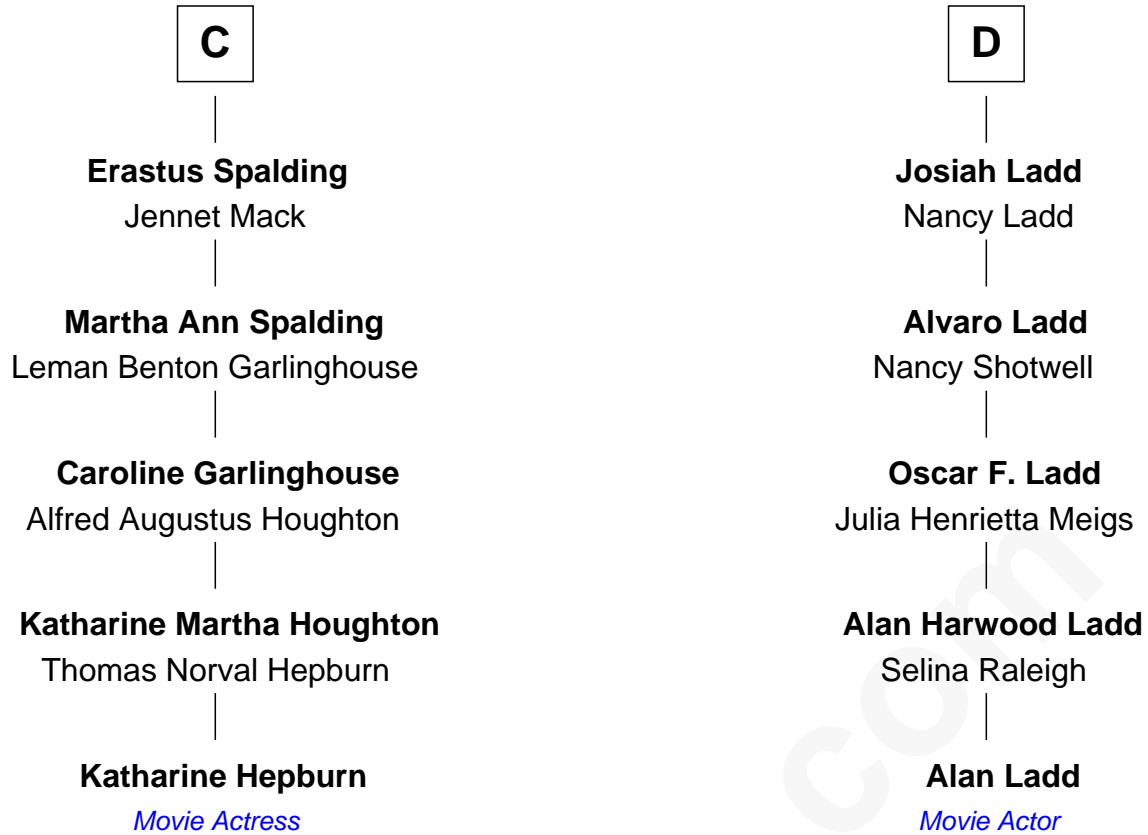 C
Erastus Spalding
Jennet Mack
Martha Ann Spalding
Leman Benton Garlinghouse
Caroline Garlinghouse
Alfred Augustus Houghton
Katharine Martha Houghton
Thomas Norval Hepburn
Katharine Hepburn
Movie Actress
D
Josiah Ladd
Nancy Ladd
Alvaro Ladd
Nancy Shotwell
Oscar F. Ladd
Julia Henrietta Meigs
Alan Harwood Ladd
Selina Raleigh
Alan Ladd
Movie Actor
com